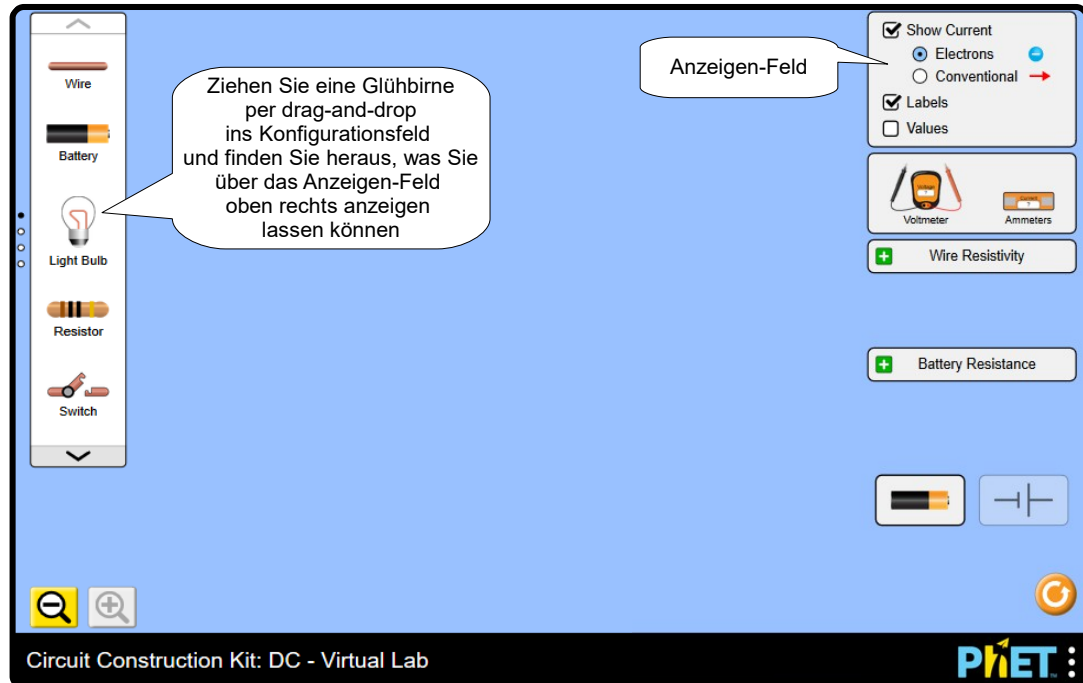 Wire
Battery
Light Bulb
Resistor
Switch
Ziehen Sie eine Glühbirne
per drag-and-drop
ins Konfigurationsfeld
und finden Sie heraus, was Sie
über das Anzeigen-Feld
oben rechts anzeigen
lassen können
Anzeigen-Feld
Show Current
Electrons
Conventional
Labels
Values
Voltage
?
Voltmeter
Current
?
Ammeters
Wire Resistivity
Battery Resistance
Circuit Construction Kit: DC - Virtual Lab
PhET